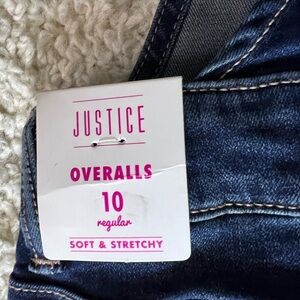 JUSTICE
OVERALLS
10
regular
SOFT & STRETCHY